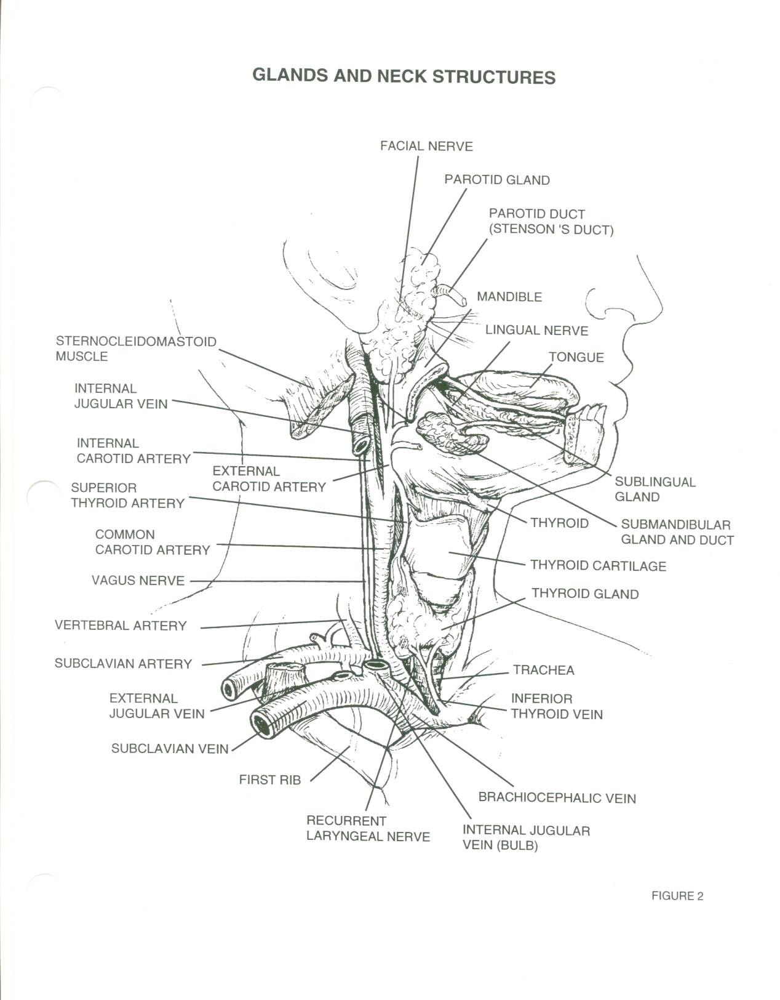 GLANDS AND NECK STRUCTURES
FACIAL NERVE
PAROTID GLAND
PAROTID DUCT
(STENSON 'S DUCT)
MANDIBLE
LINGUAL NERVE
TONGUE
STERNOCLEIDOMASTOID
MUSCLE
INTERNAL
JUGULAR VEIN
INTERNAL
CAROTID ARTERY
EXTERNAL
CAROTID ARTERY
SUPERIOR
THYROID ARTERY
COMMON
CAROTID ARTERY
VAGUS NERVE
VERTEBRAL ARTERY
SUBCLAVIAN ARTERY
EXTERNAL
JUGULAR VEIN
SUBCLAVIAN VEIN
FIRST RIB
RECURRENT
LARYNGEAL NERVE
SUBLINGUAL
GLAND
THYROID
SUBMANDIBULAR
GLAND AND DUCT
THYROID CARTILAGE
THYROID GLAND
TRACHEA
INFERIOR
THYROID VEIN
BRACHIOCEPHALIC VEIN
INTERNAL JUGULAR
VEIN (BULB)
FIGURE 2